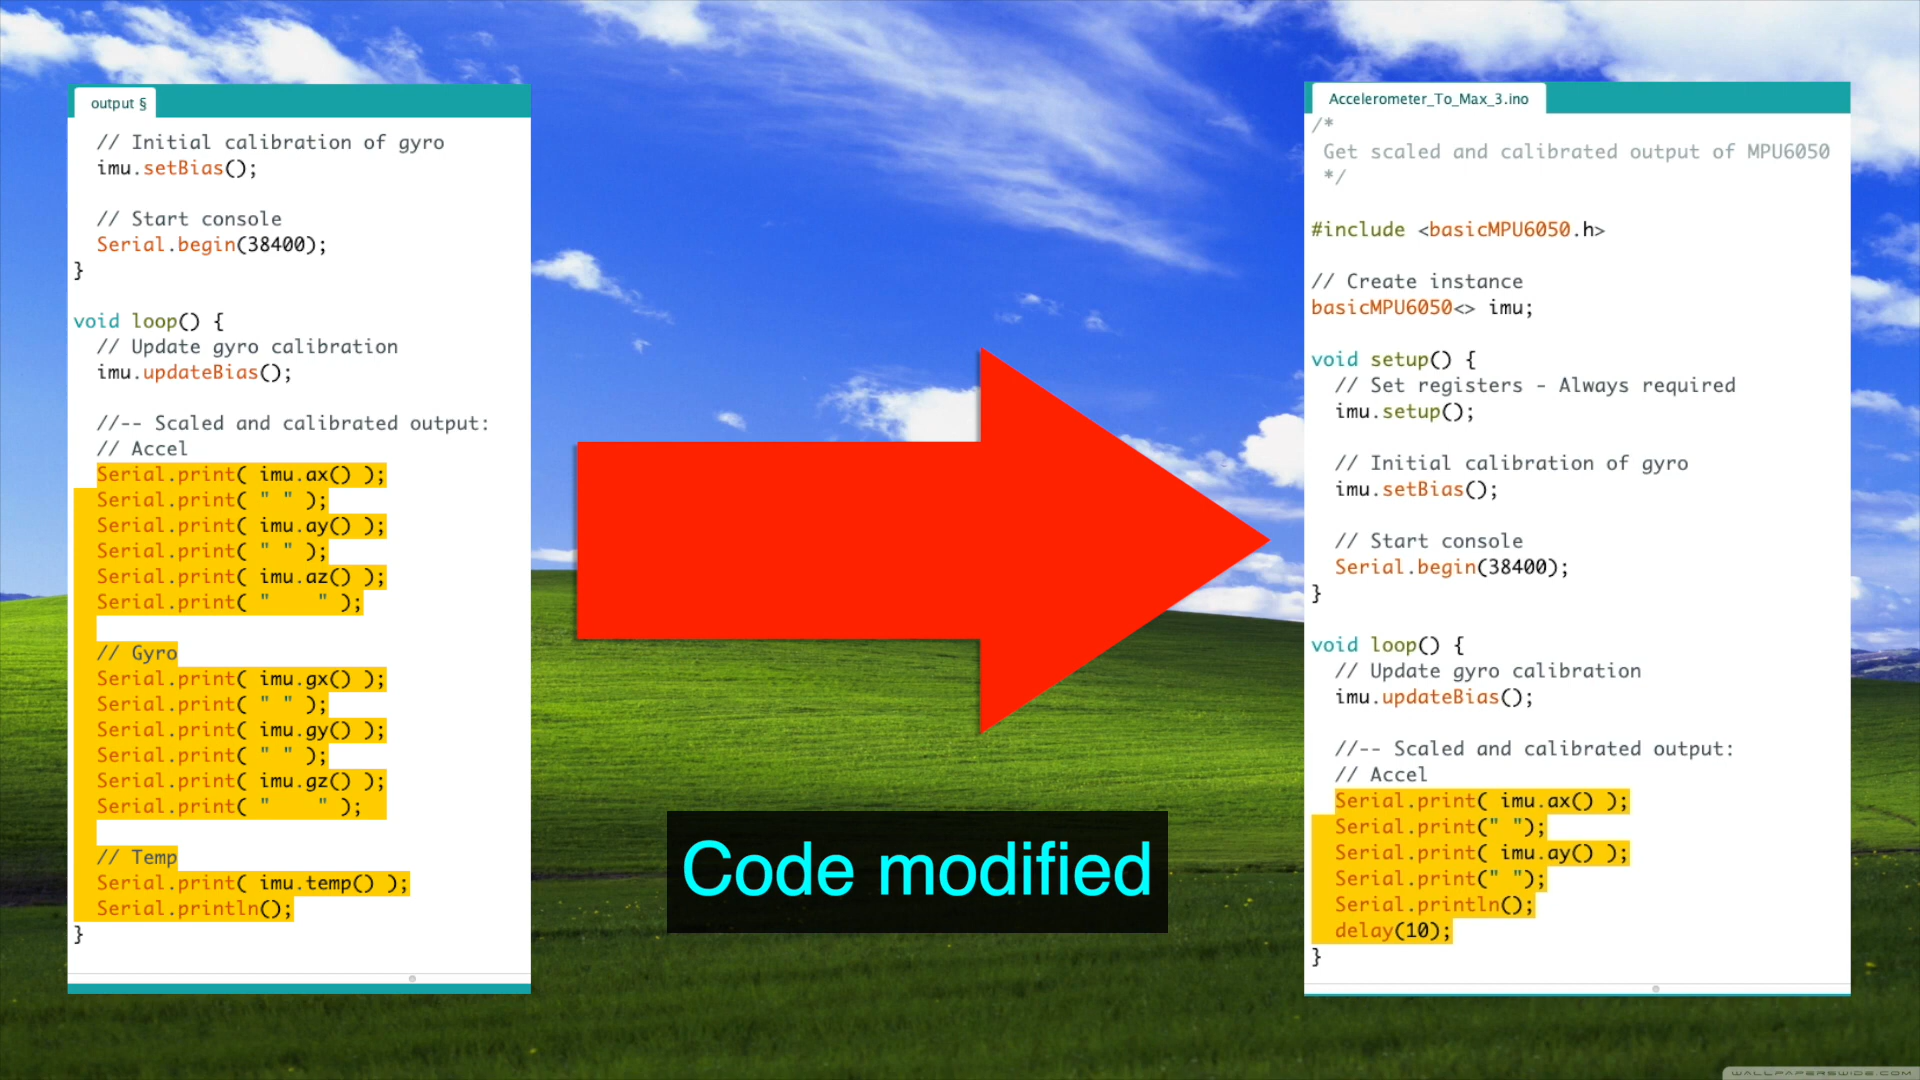 output §
// Initial calibration of gyro
imu.setBias();
// Start console
Serial.begin(38400);
}
void loop() {
// Update gyro calibration
imu.updateBias();
//-- Scaled and calibrated output:
// Accel
Serial.print( imu.ax() );
Serial.print( " " );
Serial.print( imu.ay() );
Serial.print( " " );
Serial.print( imu.az() );
Serial.print( "    " );
// Gyro
Serial.print( imu.gx() );
Serial.print( " " );
Serial.print( imu.gy() );
Serial.print( " " );
Serial.print( imu.gz() );
Serial.print( "    " );
// Temp
Serial.print( imu.temp() );
Serial.println();
}
Code modified
Accelerometer_To_Max_3.ino
/*
Get scaled and calibrated output of MPU6050
*/
#include <basicMPU6050.h>
// Create instance
basicMPU6050<> imu;
void setup() {
// Set registers - Always required
imu.setup();
// Initial calibration of gyro
imu.setBias();
// Start console
Serial.begin(38400);
}
void loop() {
// Update gyro calibration
imu.updateBias();
//-- Scaled and calibrated output:
// Accel
Serial.print( imu.ax() );
Serial.print(" ");
Serial.print( imu.ay() );
Serial.print(" ");
Serial.println();
delay(10);
}
WALLPAPERSWIDE.COM